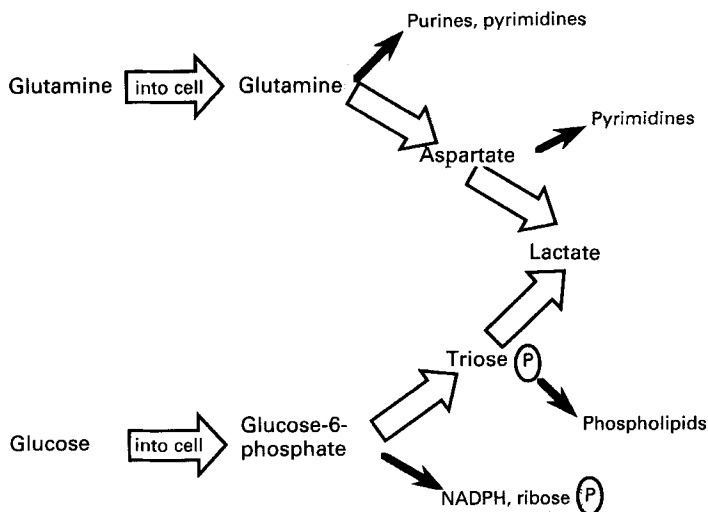 Purines, pyrimidines
Glutamine
into cell
Glutamine
Pyrimidines
Aspartate
Lactate
Triose P
Phospholipids
Glucose
into cell
Glucose-6-
phosphate
NADPH, ribose P